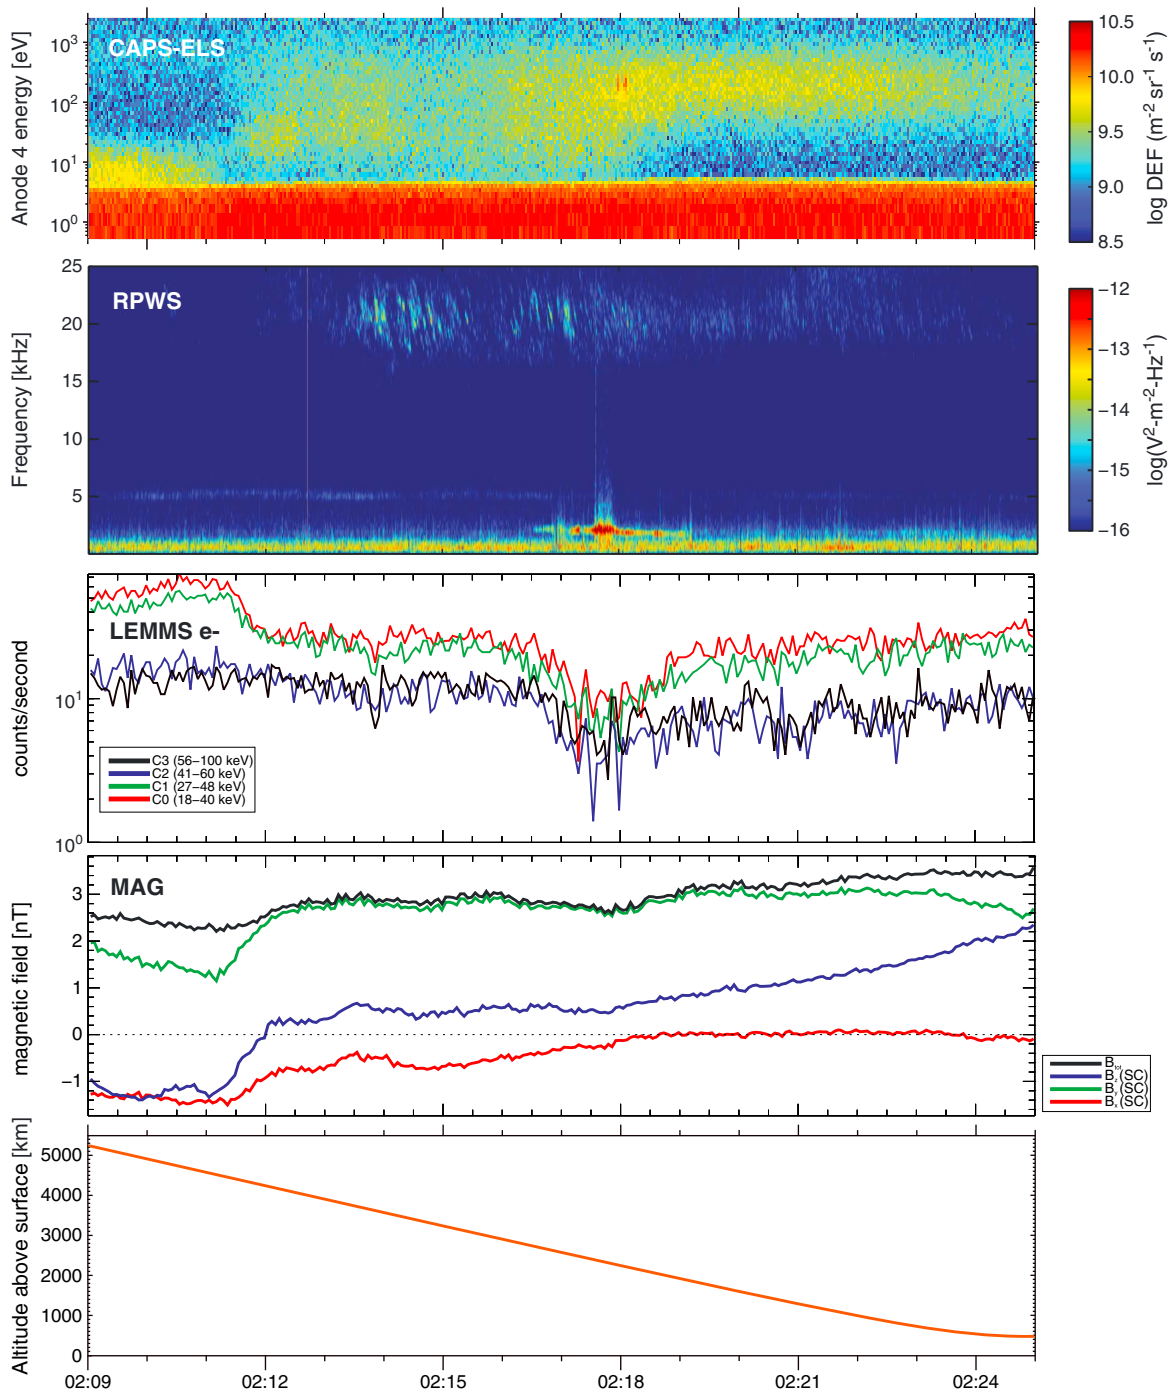 CAPS-ELS
Anode 4 energy [eV]
10³
10²
10¹
10⁰
10.5
10.0
9.5
9.0
8.5
log DEF (m⁻² sr⁻¹ s⁻¹)
RPWS
Frequency [kHz]
25
20
15
10
5
−12
−13
−14
−15
−16
log(V²-m⁻²-Hz⁻¹)
LEMMS e-
counts/second
10¹
10⁰
C3 (56−100 keV)
C2 (41−60 keV)
C1 (27−48 keV)
C0 (18−40 keV)
MAG
magnetic field [nT]
3
2
1
0
−1
B
B (SC)
B (SC)
B (SC)
Altitude above surface [km]
5000
4000
3000
2000
1000
0
02:09 02:12 02:15 02:18 02:21 02:24